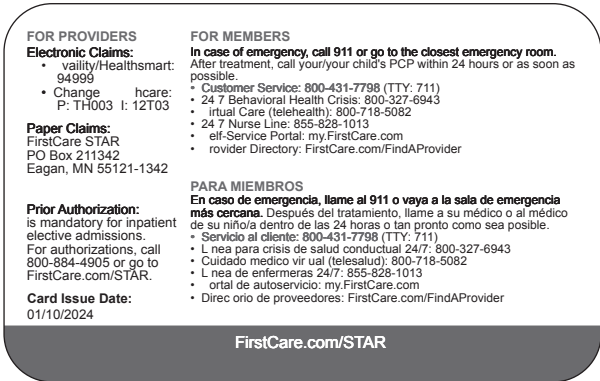 FOR PROVIDERS
Electronic Claims:
• vaility/Healthsmart:
94999
• Change hcare:
P: TH003 I: 12T03
Paper Claims:
FirstCare STAR
PO Box 211342
Eagan, MN 55121-1342
Prior Authorization:
is mandatory for inpatient
elective admissions.
For authorizations, call
800-884-4905 or go to
FirstCare.com/STAR.
Card Issue Date:
01/10/2024
FOR MEMBERS
In case of emergency, call 911 or go to the closest emergency room.
After treatment, call your/your child's PCP within 24 hours or as soon as
possible.
• Customer Service: 800-431-7798 (TTY: 711)
• 24 7 Behavioral Health Crisis: 800-327-6943
• irtual Care (telehealth): 800-718-5082
• 24 7 Nurse Line: 855-828-1013
• elf-Service Portal: my.FirstCare.com
• rovider Directory: FirstCare.com/FindAProvider
PARA MIEMBROS
En caso de emergencia, llame al 911 o vaya a la sala de emergencia
más cercana. Después del tratamiento, llame a su médico o al médico
de su niño/a dentro de las 24 horas o tan pronto como sea posible.
• Servicio al cliente: 800-431-7798 (TTY: 711)
• L nea para crisis de salud conductual 24/7: 800-327-6943
• Cuidado medico vir ual (telesalud): 800-718-5082
• L nea de enfermeras 24/7: 855-828-1013
• ortal de autoservicio: my.FirstCare.com
• Direc orio de proveedores: FirstCare.com/FindAProvider
FirstCare.com/STAR